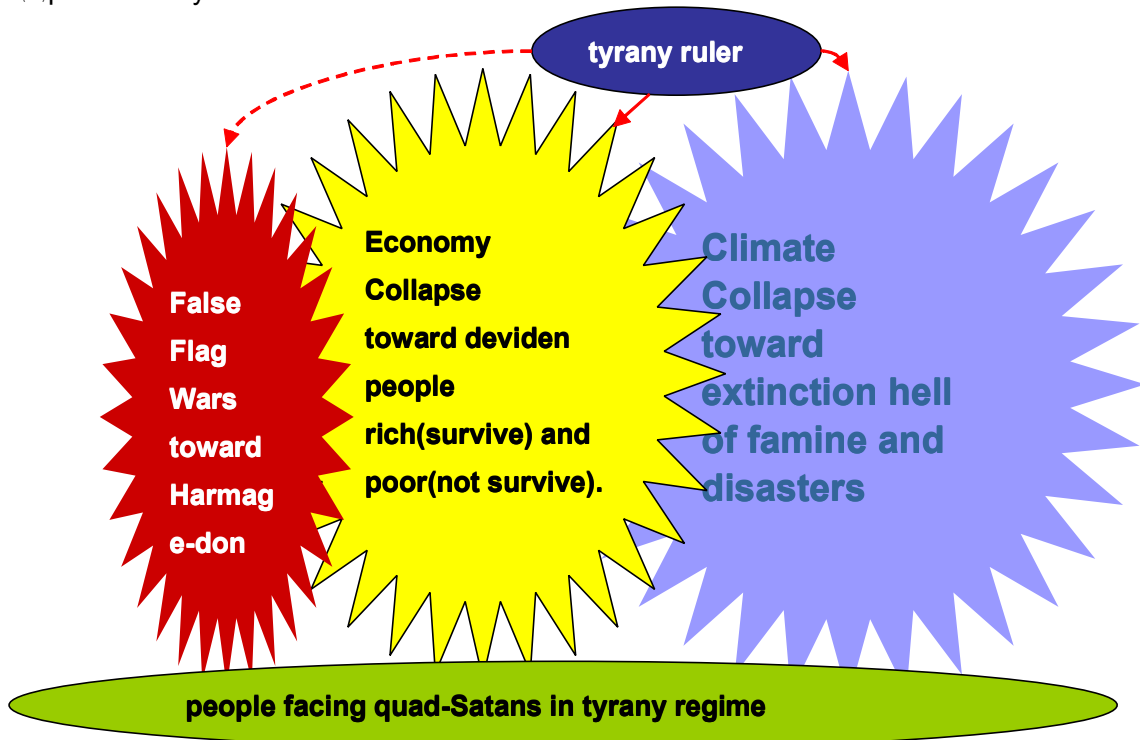 tyrany ruler
False
Flag
Wars
toward
Harmag
e-don
Economy
Collapse
toward deviden
people
rich(survive) and
poor(not survive).
Climate
Collapse
toward
extinction hell
of famine and
disasters
people facing quad-Satans in tyrany regime